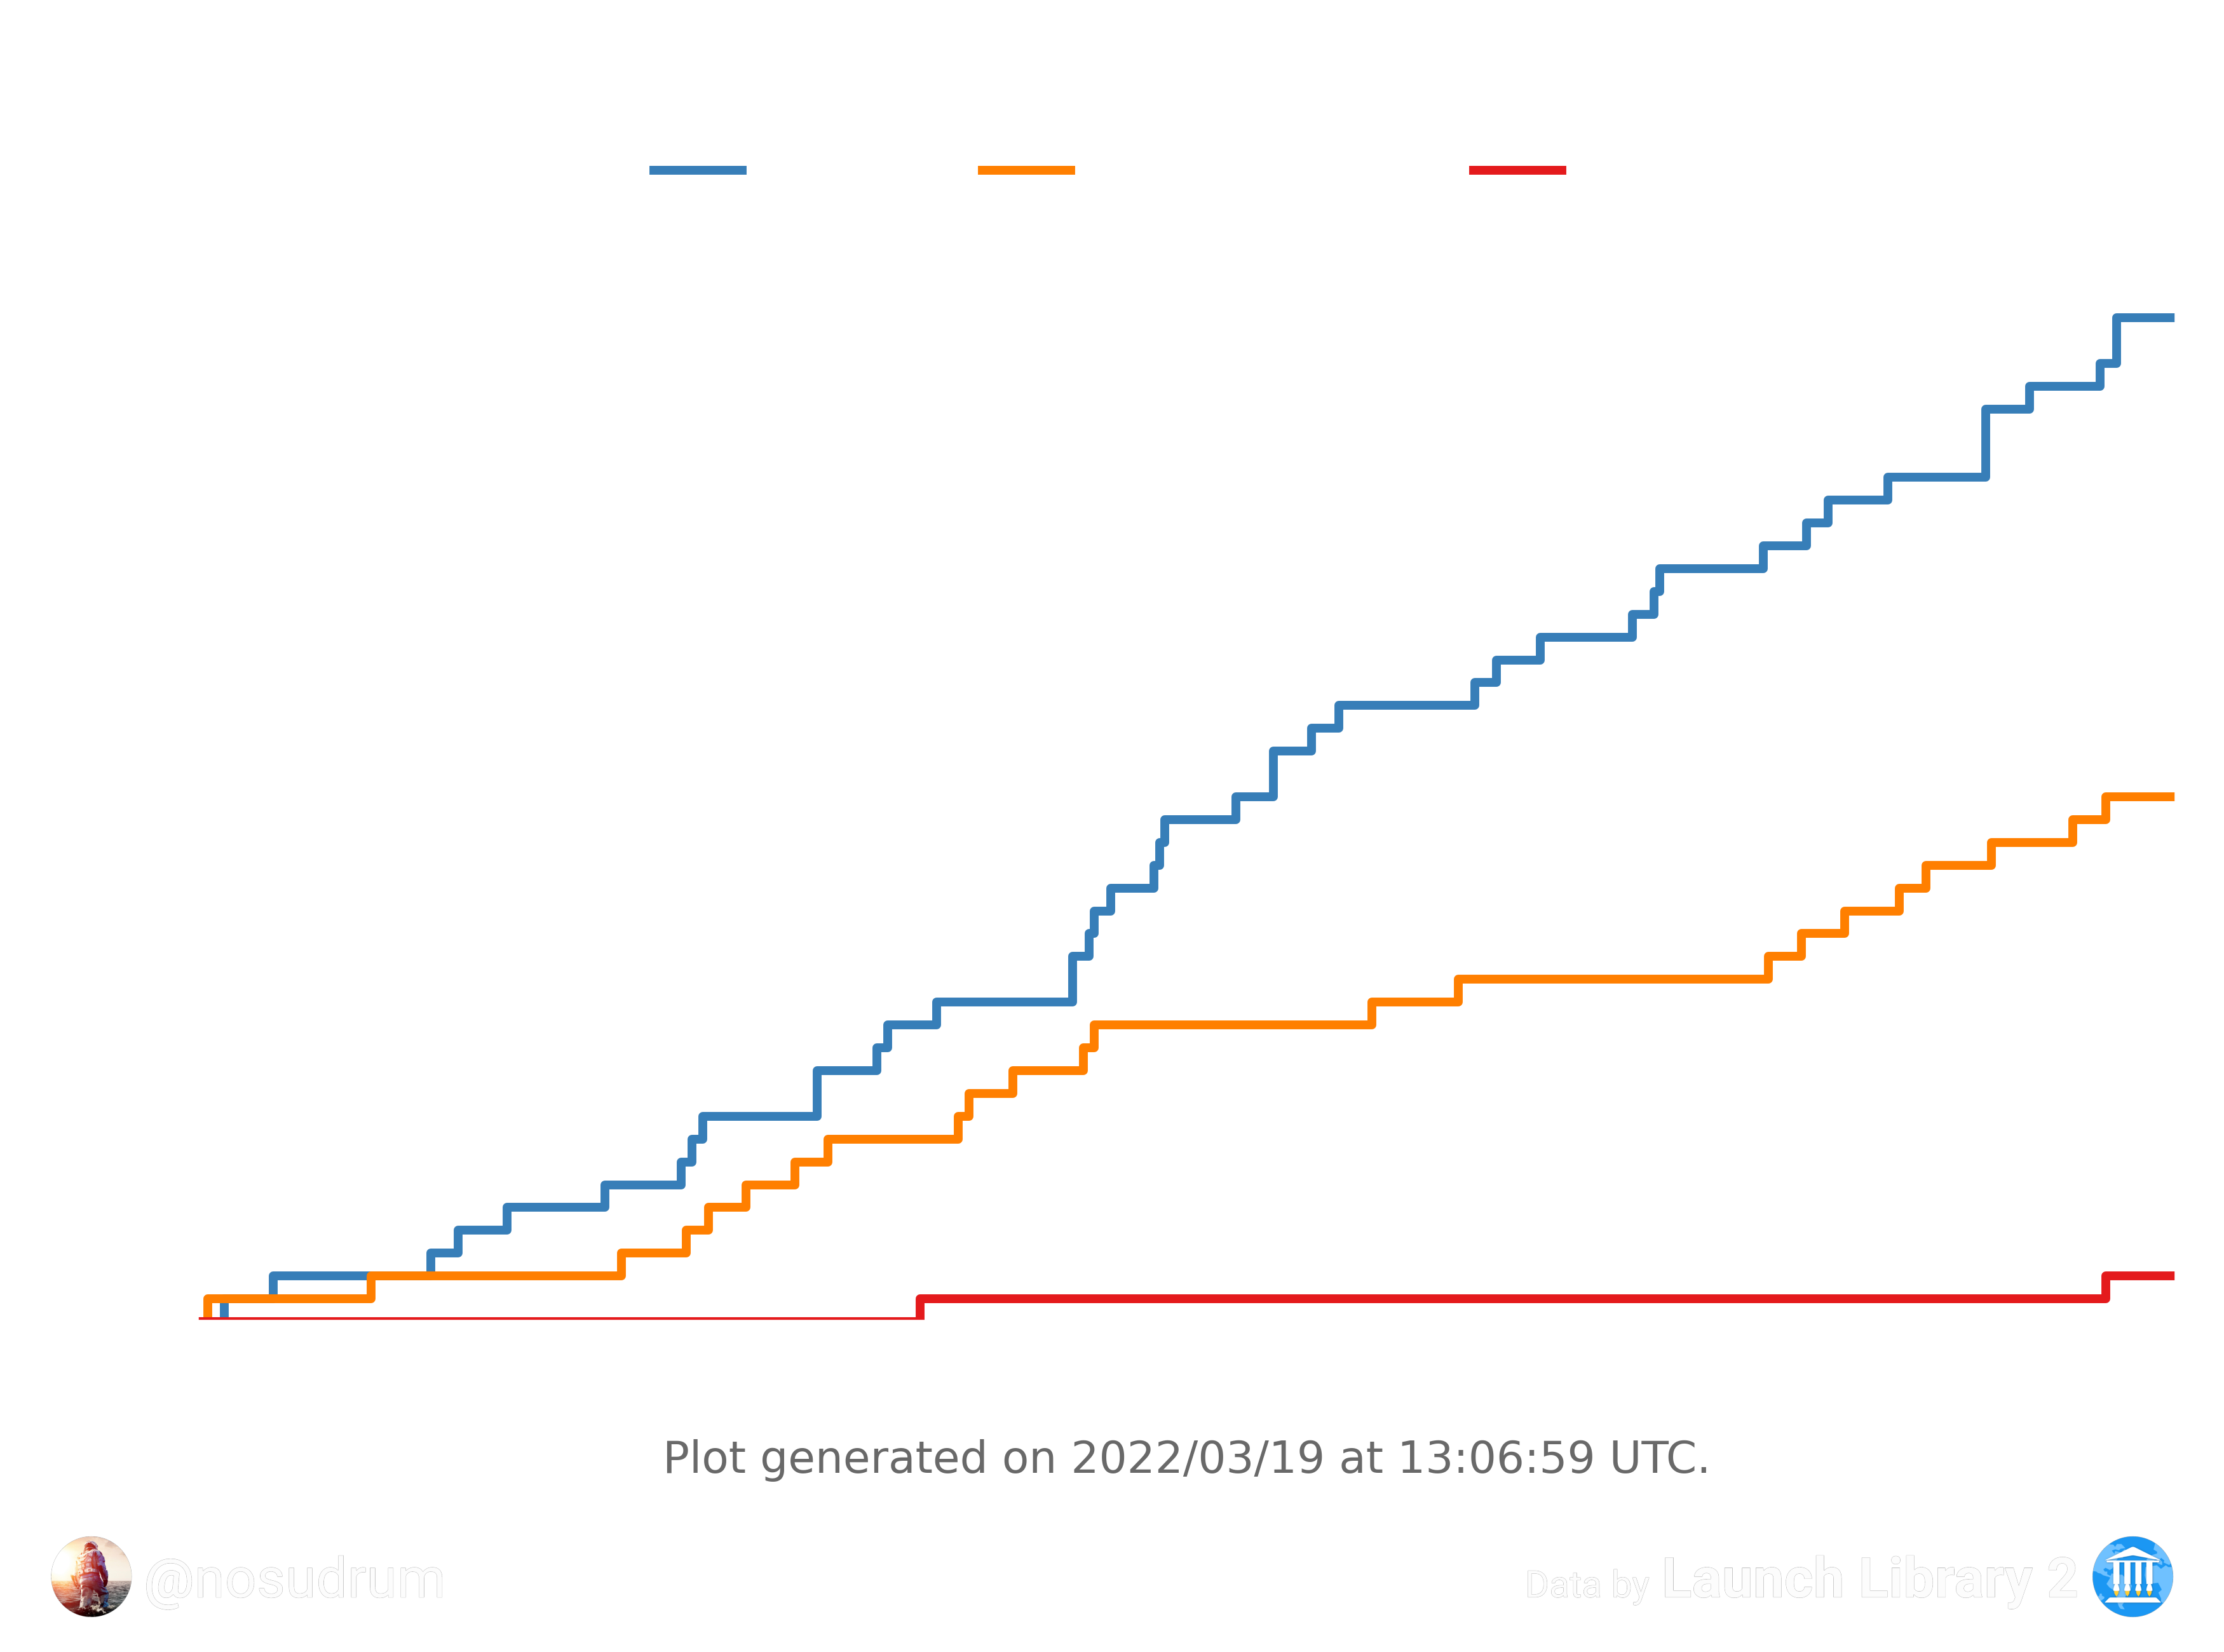 Plot generated on 2022/03/19 at 13:06:59 UTC.
@nosudrum
Data by Launch Library 2